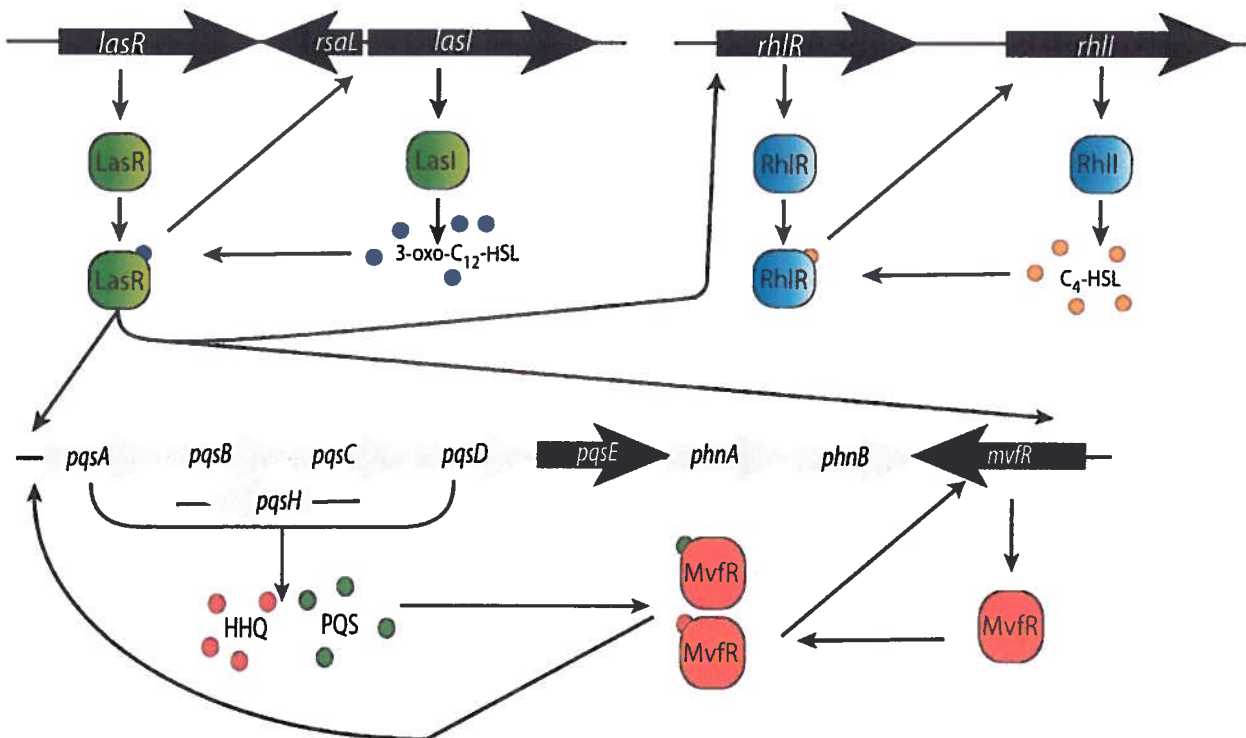 lasR rsaL lasI rhlR rhlI
LasR LasI RhlR RhlI
LasR 3-oxo-C12-HSL RhlR C4-HSL
pqsA pqsB pqsC pqsD pqsE phnA phnB mvfR
pqsH
MvfR
HHQ PQS MvfR MvfR